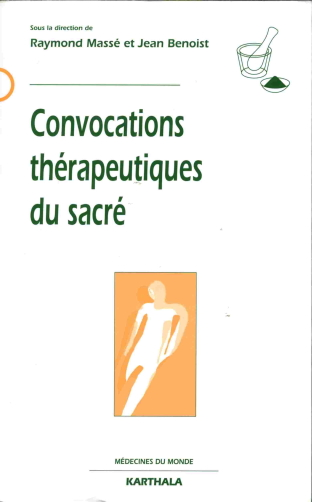 Sous la direction de
Raymond Massé et Jean Benoist
Convocations
thérapeutiques
du sacré
MÉDECINES DU MONDE
KARTHALA